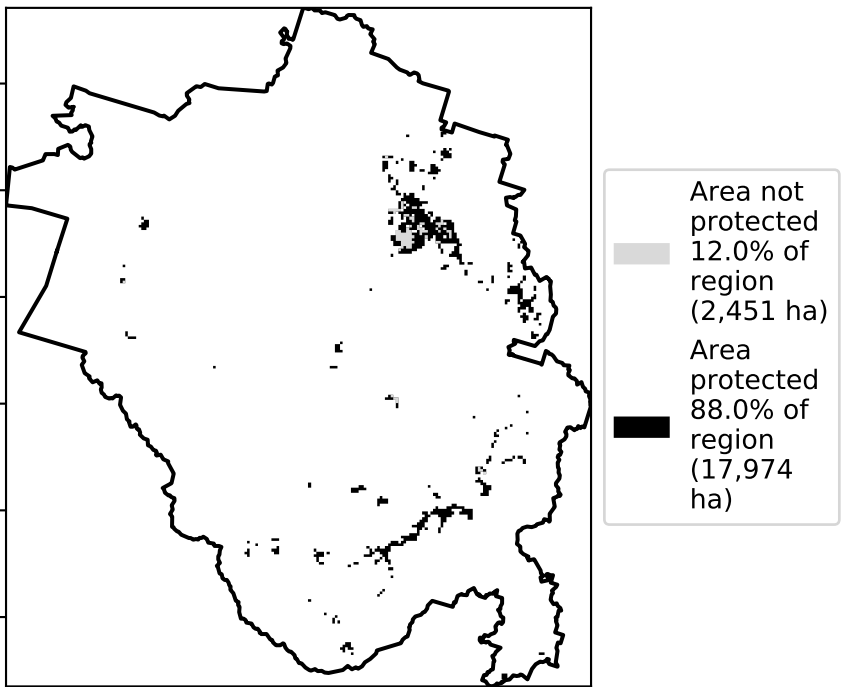 Area not
protected
12.0% of
region
(2,451 ha)
Area
protected
88.0% of
region
(17,974
ha)